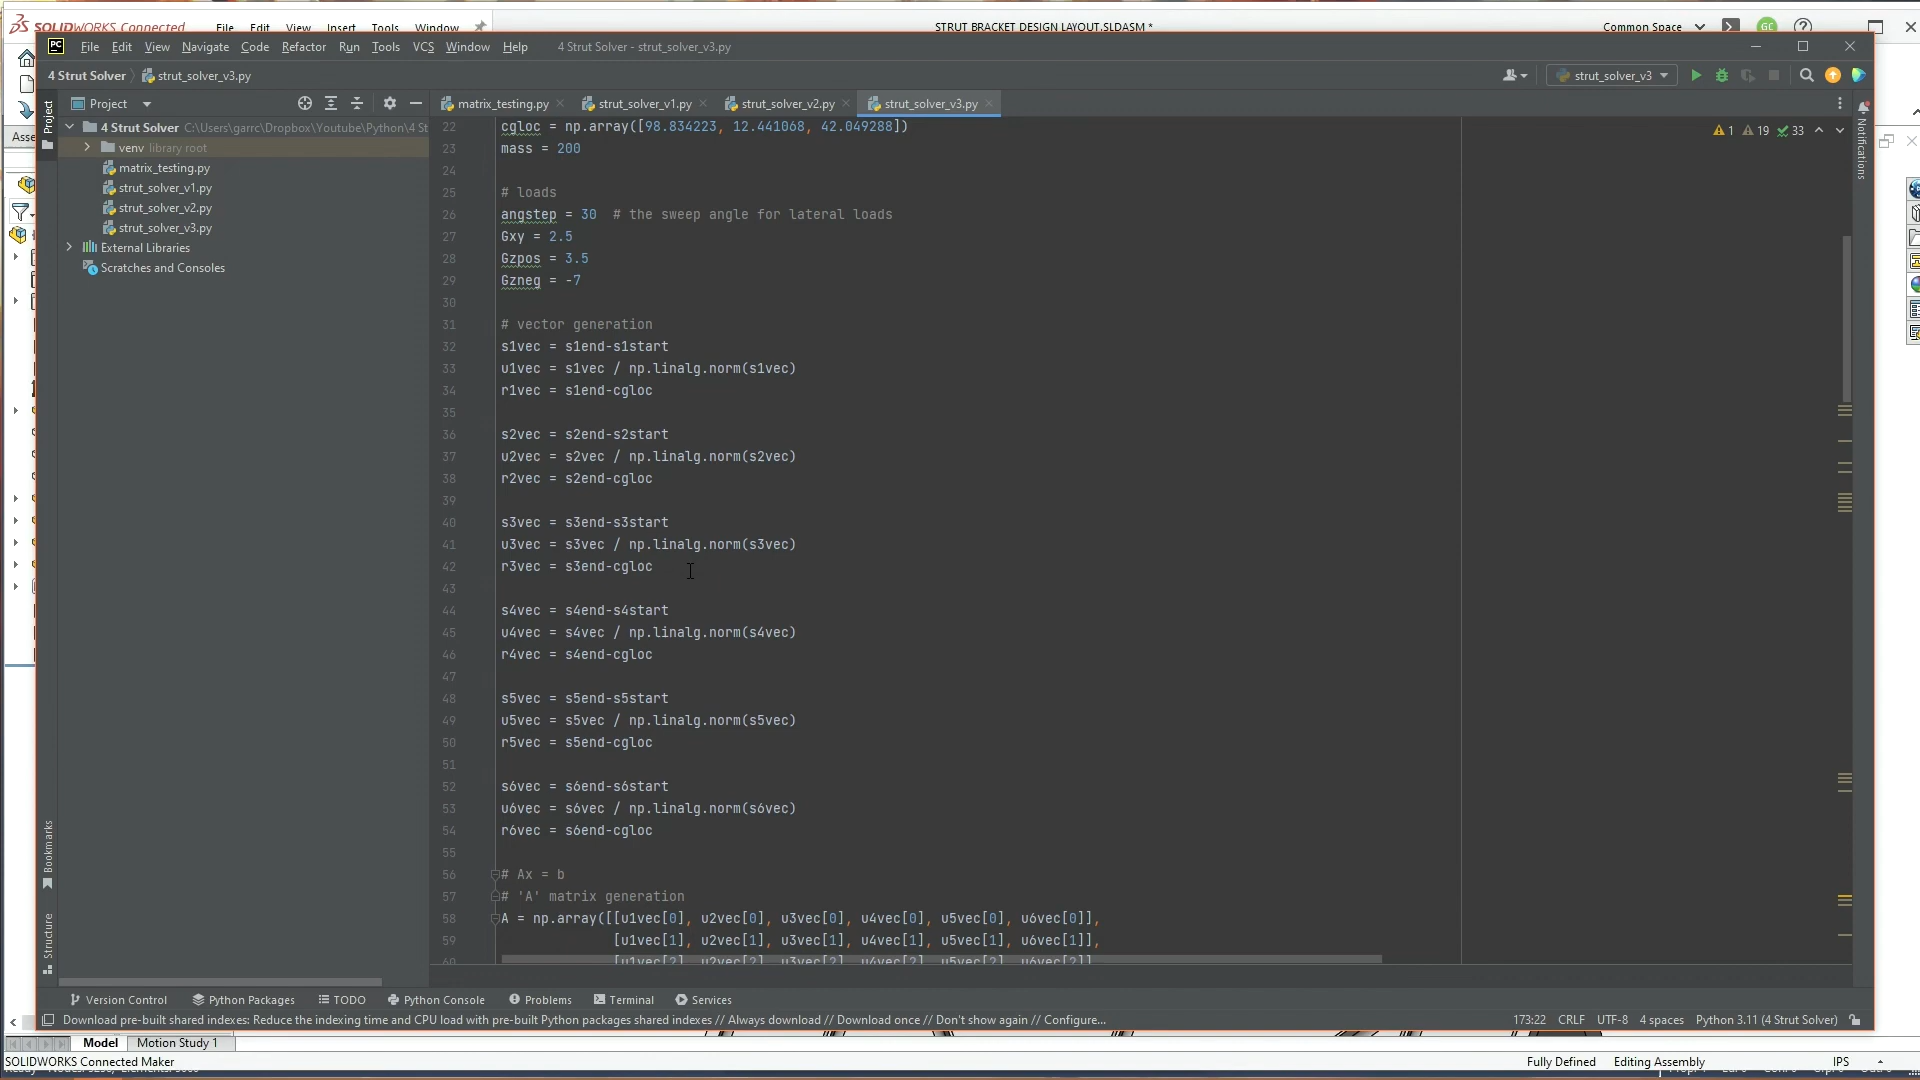 SOLIDWORKS Connected File Edit View Insert Tools Window STRUT BRACKET DESIGN LAYOUT.SLDASM * Common Space GC
PC File Edit View Navigate Code Refactor Run Tools VCS Window Help 4 Strut Solver - strut_solver_v3.py
4 Strut Solver strut_solver_v3.py strut_solver_v3
Project matrix_testing.py strut_solver_v1.py strut_solver_v2.py strut_solver_v3.py
Project
Notifications
Asse
4 Strut Solver C:\Users\garrc\Dropbox\Youtube\Python\4 St
venv library root
matrix_testing.py
strut_solver_v1.py
strut_solver_v2.py
strut_solver_v3.py
External Libraries
Scratches and Consoles
1 19 33
22 cgloc = np.array([98.834223, 12.441068, 42.049288])
23 mass = 200
24
25 # loads
26 angstep = 30 # the sweep angle for lateral loads
27 Gxy = 2.5
28 Gzpos = 3.5
29 Gzneg = -7
30
31 # vector generation
32 s1vec = s1end-s1start
33 u1vec = s1vec / np.linalg.norm(s1vec)
34 r1vec = s1end-cgloc
35
36 s2vec = s2end-s2start
37 u2vec = s2vec / np.linalg.norm(s2vec)
38 r2vec = s2end-cgloc
39
40 s3vec = s3end-s3start
41 u3vec = s3vec / np.linalg.norm(s3vec)
42 r3vec = s3end-cgloc
43
44 s4vec = s4end-s4start
45 u4vec = s4vec / np.linalg.norm(s4vec)
46 r4vec = s4end-cgloc
47
48 s5vec = s5end-s5start
49 u5vec = s5vec / np.linalg.norm(s5vec)
50 r5vec = s5end-cgloc
51
52 s6vec = s6end-s6start
53 u6vec = s6vec / np.linalg.norm(s6vec)
54 r6vec = s6end-cgloc
55
56 # Ax = b
57 # 'A' matrix generation
58 A = np.array([[u1vec[0], u2vec[0], u3vec[0], u4vec[0], u5vec[0], u6vec[0]],
59 [u1vec[1], u2vec[1], u3vec[1], u4vec[1], u5vec[1], u6vec[1]],
60 [u1vec[2], u2vec[2], u3vec[2], u4vec[2], u5vec[2], u6vec[2]]
Bookmarks
Structure
Version Control Python Packages TODO Python Console Problems Terminal Services
Download pre-built shared indexes: Reduce the indexing time and CPU load with pre-built Python packages shared indexes // Always download // Download once // Don't show again // Configure... 173:22 CRLF UTF-8 4 spaces Python 3.11 (4 Strut Solver)
Model Motion Study 1
SOLIDWORKS Connected Maker Fully Defined Editing Assembly IPS